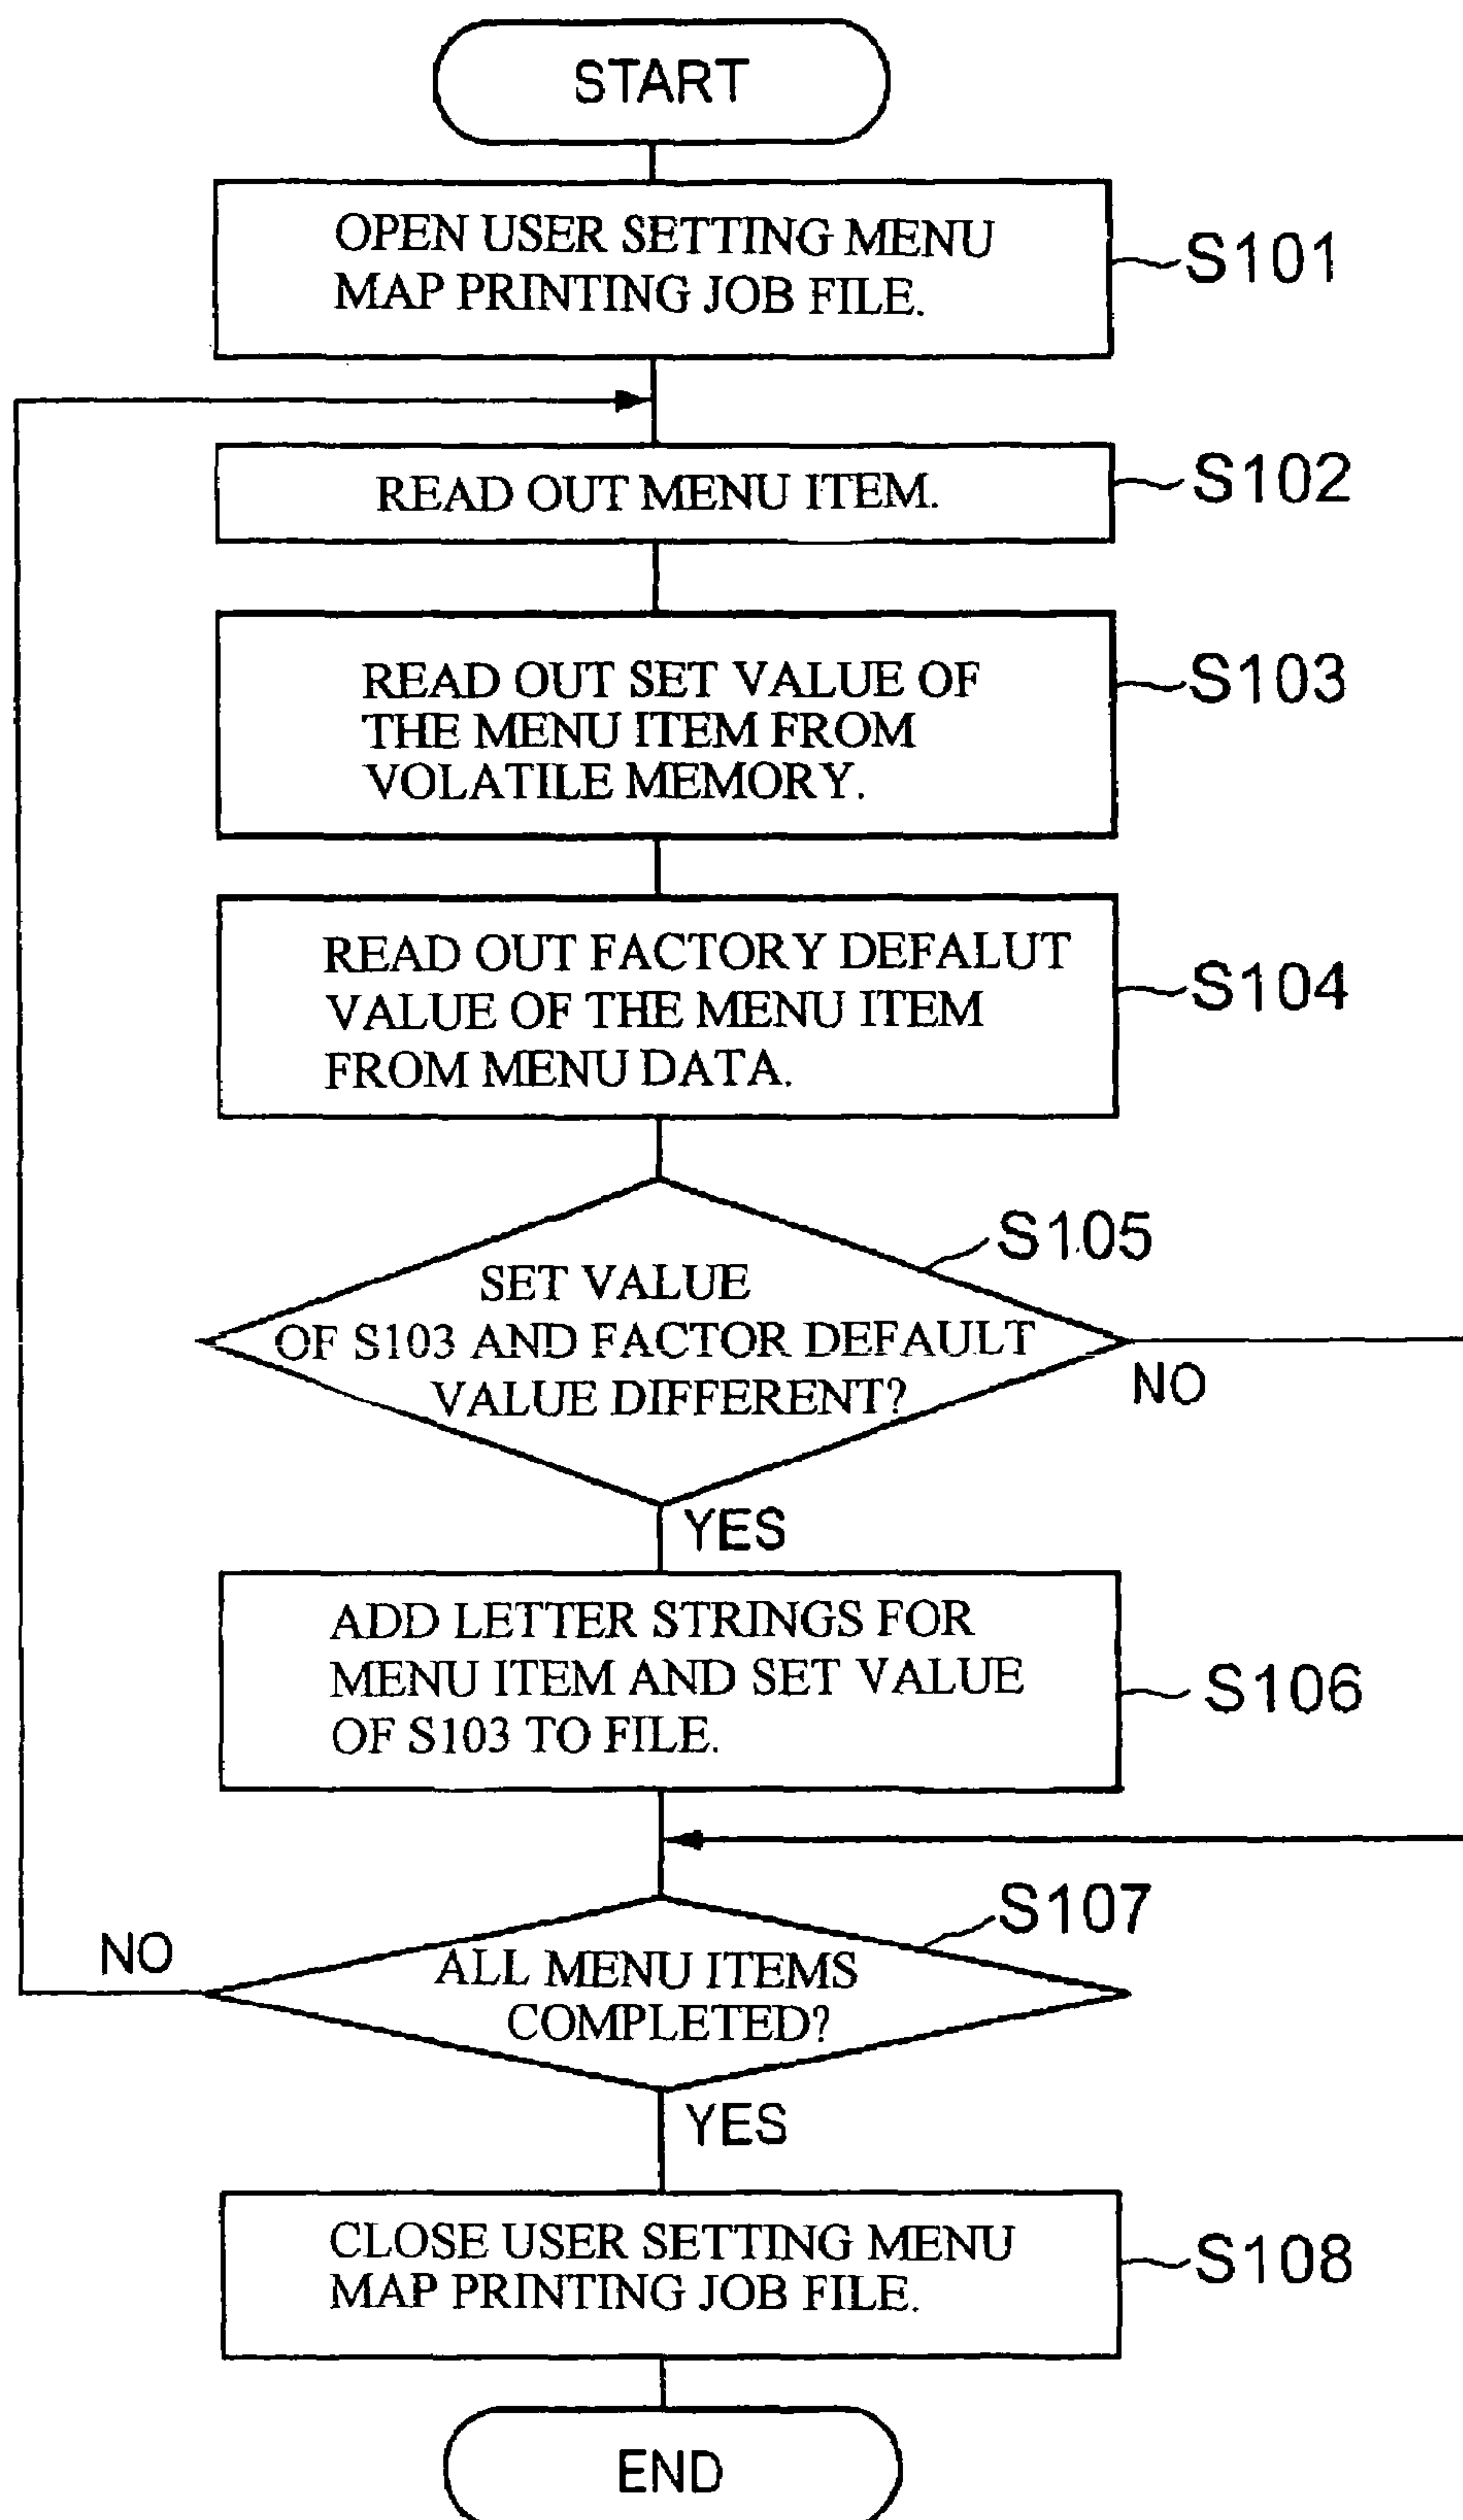 START
OPEN USER SETTING MENU
MAP PRINTING JOB FILE.
S101
READ OUT MENU ITEM.
S102
READ OUT SET VALUE OF
THE MENU ITEM FROM
VOLATILE MEMORY.
S103
READ OUT FACTORY DEFALUT
VALUE OF THE MENU ITEM
FROM MENU DATA.
S104
S105
SET VALUE
OF S103 AND FACTOR DEFAULT
VALUE DIFFERENT?
NO
YES
ADD LETTER STRINGS FOR
MENU ITEM AND SET VALUE
OF S103 TO FILE.
S106
S107
NO
ALL MENU ITEMS
COMPLETED?
YES
CLOSE USER SETTING MENU
MAP PRINTING JOB FILE.
S108
END